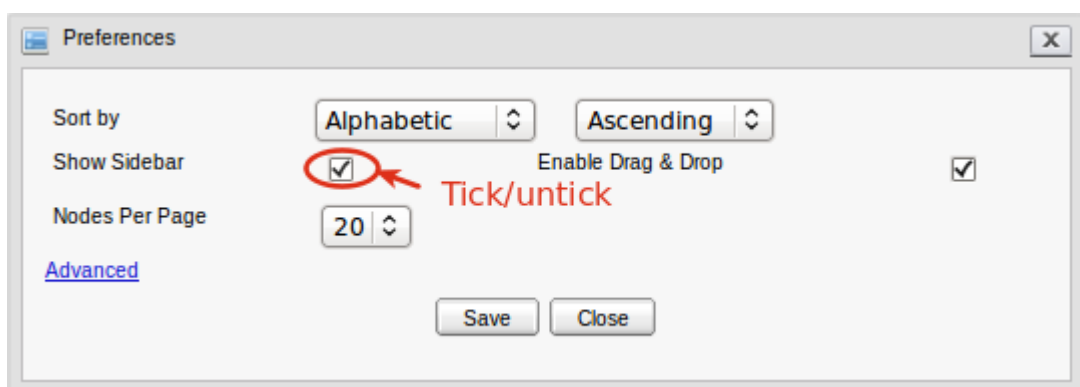 Preferences
X
Sort by Alphabetic Ascending
Show Sidebar Enable Drag & Drop
Tick/untick
Nodes Per Page 20
Advanced
Save Close